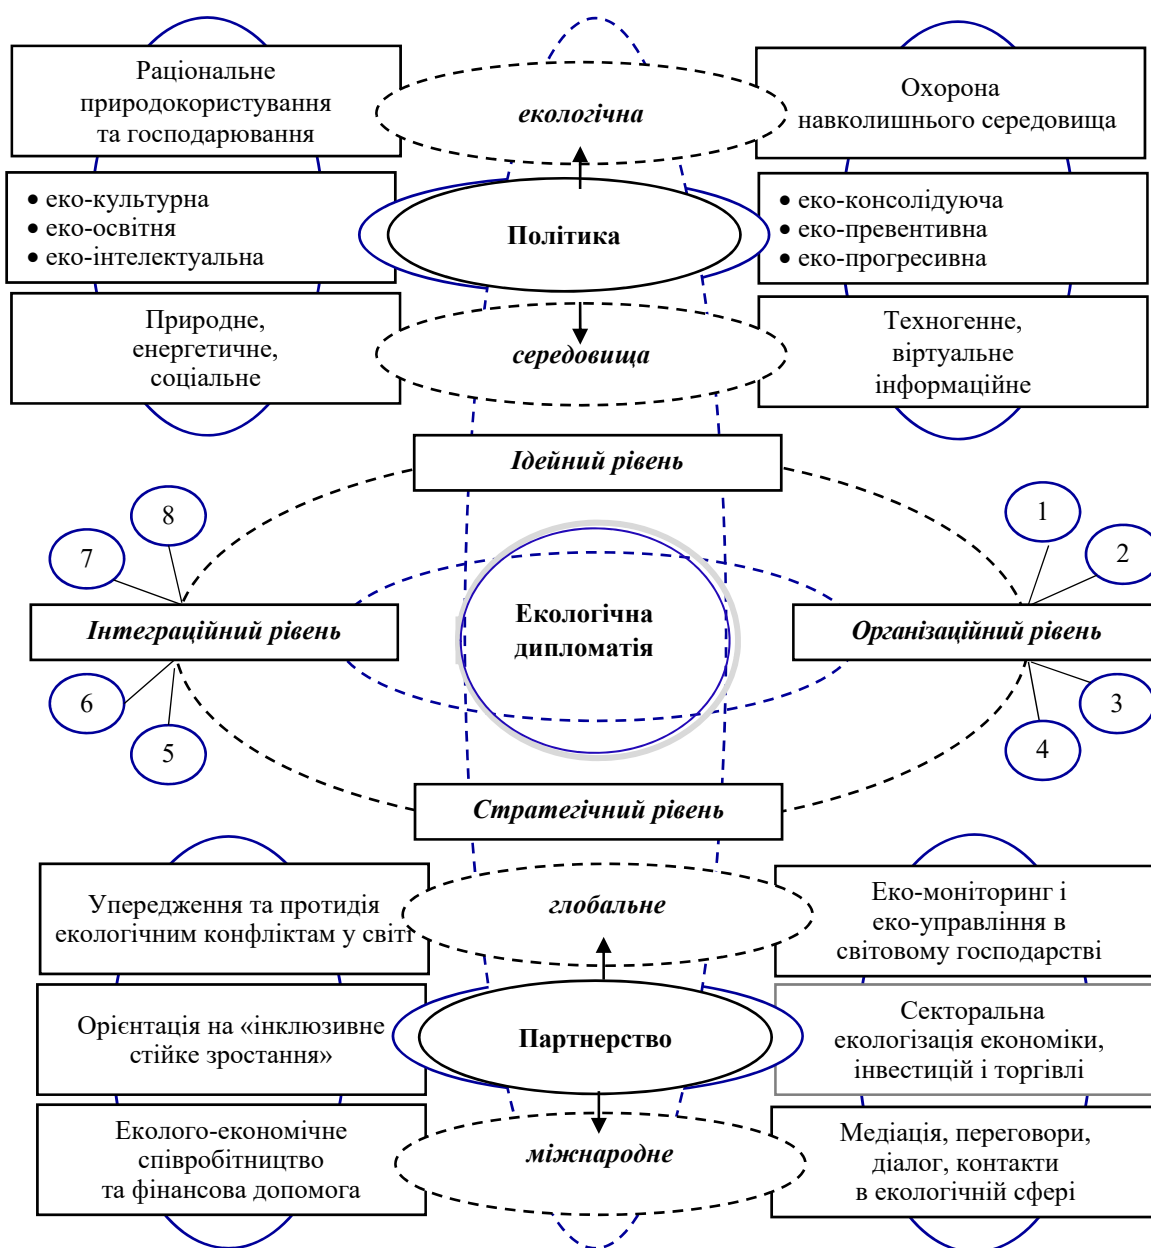 Раціональне
природокористування
та господарювання
екологічна
Охорона
навколишнього середовища
• еко-культурна
• еко-освітня
• еко-інтелектуальна
Політика
• еко-консолідуюча
• еко-превентивна
• еко-прогресивна
Природне,
енергетичне,
соціальне
середовища
Техногенне,
віртуальне
інформаційне
Ідейний рівень
8
7
1
2
Інтеграційний рівень
Екологічна
дипломатія
Організаційний рівень
6
5
3
4
Стратегічний рівень
Упередження та протидія
екологічним конфліктам у світі
глобальне
Еко-моніторинг і
еко-управління в
світовому господарстві
Орієнтація на «інклюзивне
стійке зростання»
Партнерство
Секторальна
екологізація економіки,
інвестицій і торгівлі
Еколого-економічне
співробітництво
та фінансова допомога
міжнародне
Медіація, переговори,
діалог, контакти
в екологічній сфері